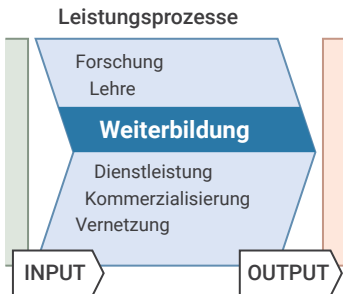 Leistungsprozesse
Forschung
Lehre
Weiterbildung
Dienstleistung
Kommerzialisierung
Vernetzung
INPUT
OUTPUT